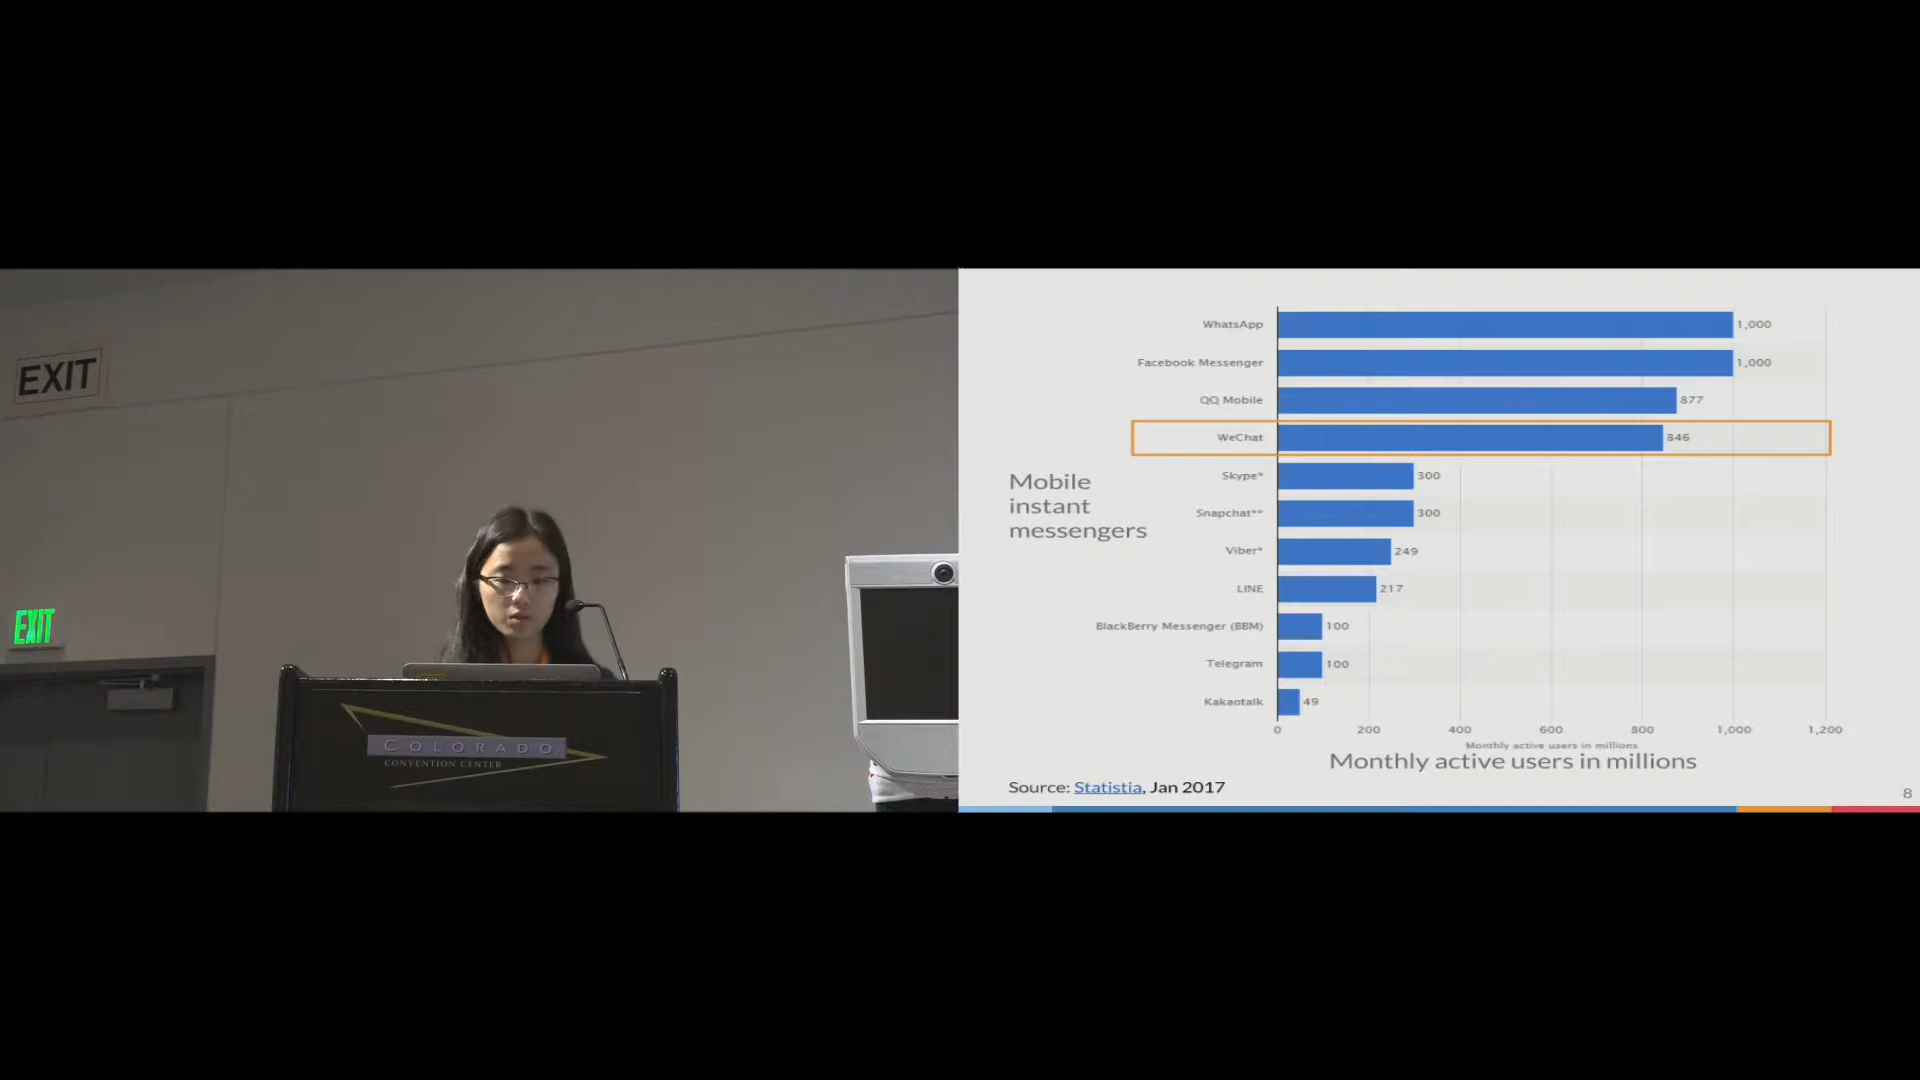 EXIT
EXIT
COLORADO
CONVENTION CENTER
WhatsApp 1,000
Facebook Messenger 1,000
QQ Mobile 877
WeChat 846
Skype* 300
Snapchat** 300
Viber* 249
LINE 217
BlackBerry Messenger (BBM) 100
Telegram 100
Kakaotalk 49
Mobile
instant
messengers
0 200 400 600 800 1,000 1,200
Monthly active users in millions
Monthly active users in millions
Source: Statistia, Jan 2017
8